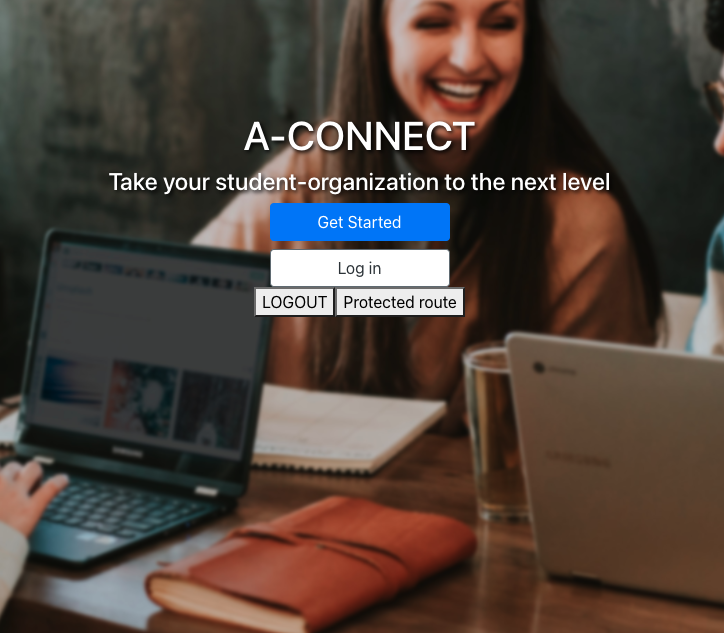 A-CONNECT
Take your student-organization to the next level
Get Started
Log in
LOGOUT Protected route